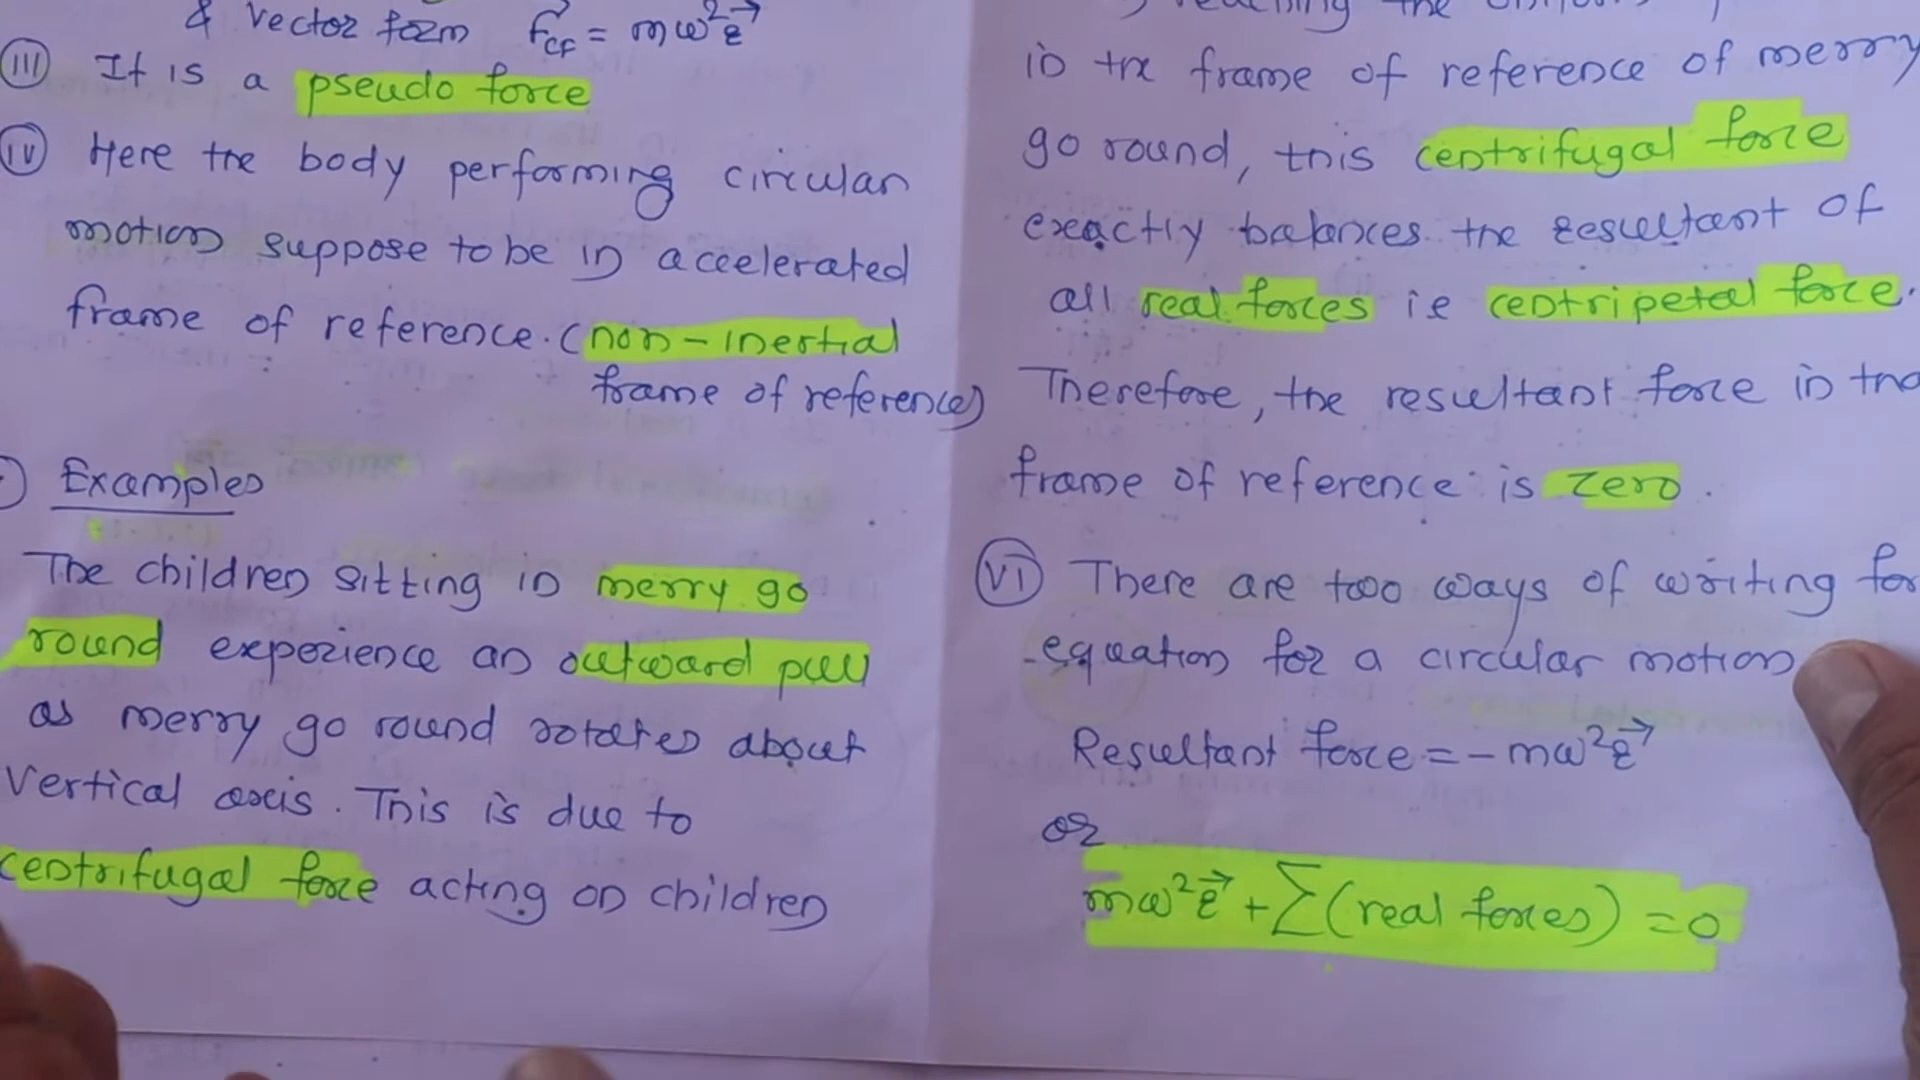 & Vector form F⃗CF = mω²r⃗
(III) It is a pseudo force
(IV) Here the body performing circular
motion suppose to be in accelerated
frame of reference. (non-inertial
frame of reference)
Examples
The children sitting in merry go
round experience an outward pull
as merry go round rotates about
Vertical axis. This is due to
centrifugal force acting on children
reaching the
in the frame of reference of merry
go round, this centrifugal force
exactly balances the resultant of
all real forces ie centripetal force.
Therefore, the resultant force in the
frame of reference is zero.
(VI) There are two ways of writing for
equation for a circular motion
Resultant force = - mω²r⃗
or
mω²r⃗ + Σ(real forces) = 0